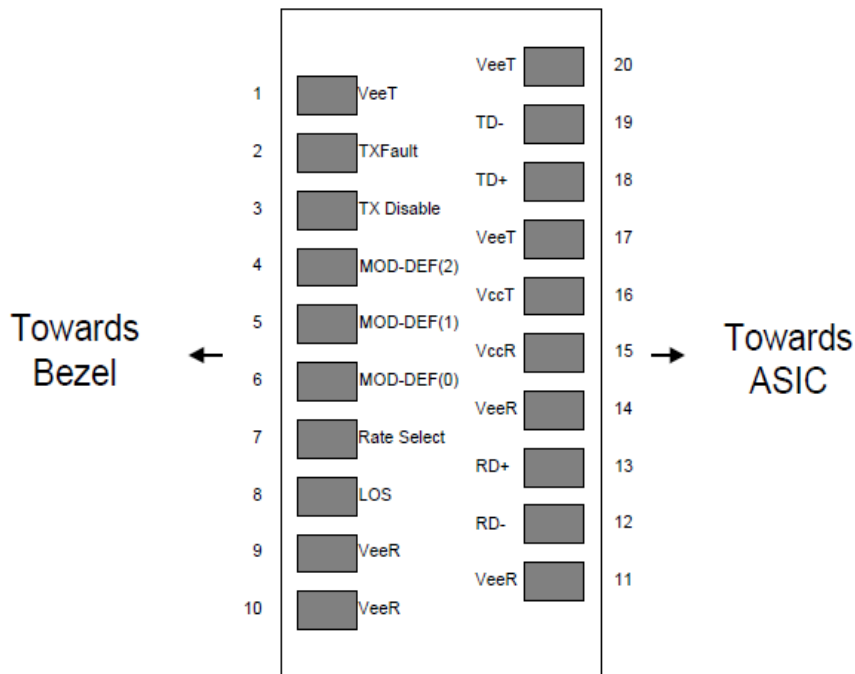 VeeT 20
1 VeeT
TD- 19
2 TXFault
TD+ 18
3 TX Disable
VeeT 17
4 MOD-DEF(2)
VccT 16
5 MOD-DEF(1)
Towards
Bezel
VccR 15
Towards
ASIC
6 MOD-DEF(0)
VeeR 14
7 Rate Select
RD+ 13
8 LOS
RD- 12
9 VeeR
VeeR 11
10 VeeR